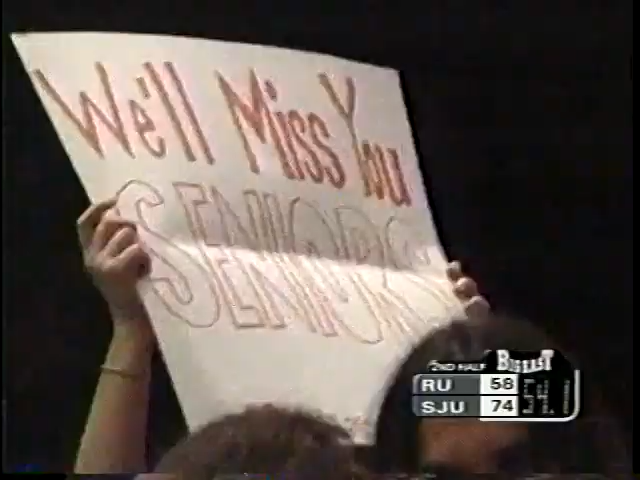 We'll Miss You
SENIORS
2ND HALF BIG EAST
RU 58
SJU 74